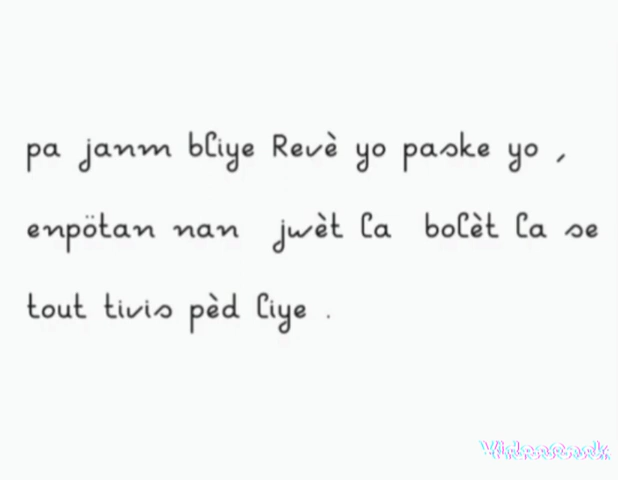 pa janm bliye Revè yo paske yo ,
enpötan nan jwèt la bolèt la se
tout tivis pèd liye .